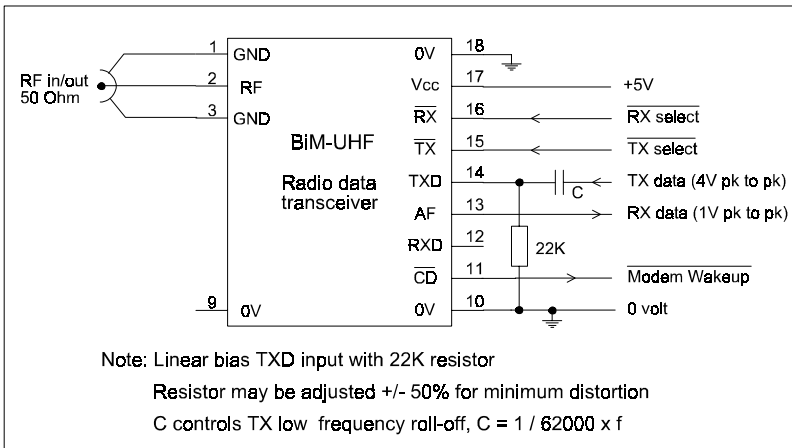 1 GND 0V 18
RF in/out 2 RF Vcc 17 +5V
50 Ohm
3 GND RX 16 RX select
BiM-UHF TX 15 TX select
Radio data TXD 14 C TX data (4V pk to pk)
transceiver
AF 13 RX data (1V pk to pk)
RXD 12 22K
CD 11 Modem Wakeup
9 0V 0V 10 0 volt
Note: Linear bias TXD input with 22K resistor
Resistor may be adjusted +/- 50% for minimum distortion
C controls TX low frequency roll-off, C = 1 / 62000 x f